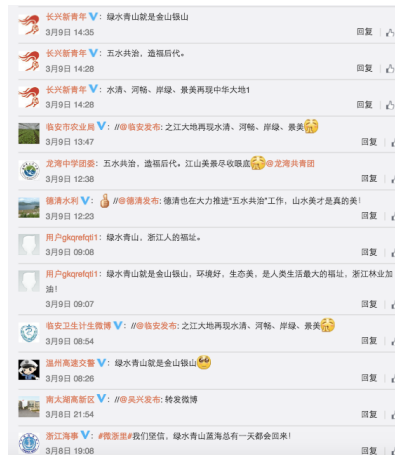 长兴新青年：绿水青山就是金山银山
3月9日 14:35 回复
长兴新青年：五水共治，造福后代。
3月9日 14:28 回复
长兴新青年：水清、河畅、岸绿、景美再现中华大地1
3月9日 14:28 回复
临安市农业局：//@临安发布: 之江大地再现水清、河畅、岸绿、景美
3月9日 13:47 回复
龙湾中学团委：五水共治，造福后代。江山美景尽收眼底@龙湾共青团
3月9日 12:38 回复
德清水利：//@德清发布: 德清也在大力推进“五水共治”工作，山水美才是真的美！
3月9日 12:23 回复
用户gkqrefqti1：绿水青山，浙江人的福址。
3月9日 09:08 回复
用户gkqrefqti1：绿水青山就是金山银山，环境好，生态美，是人类生活最大的福址，浙江林业加
油！
3月9日 09:07 回复
临安卫生计生微博：//@临安发布: 之江大地再现水清、河畅、岸绿、景美
3月9日 08:54 回复
温州高速交警：绿水青山就是金山银山
3月9日 08:26 回复
南太湖高新区：//@吴兴发布: 转发微博
3月8日 21:54 回复
浙江海事：#微浙里#我们坚信，绿水青山蓝海总有一天都会回来！
3月8日 19:08 回复